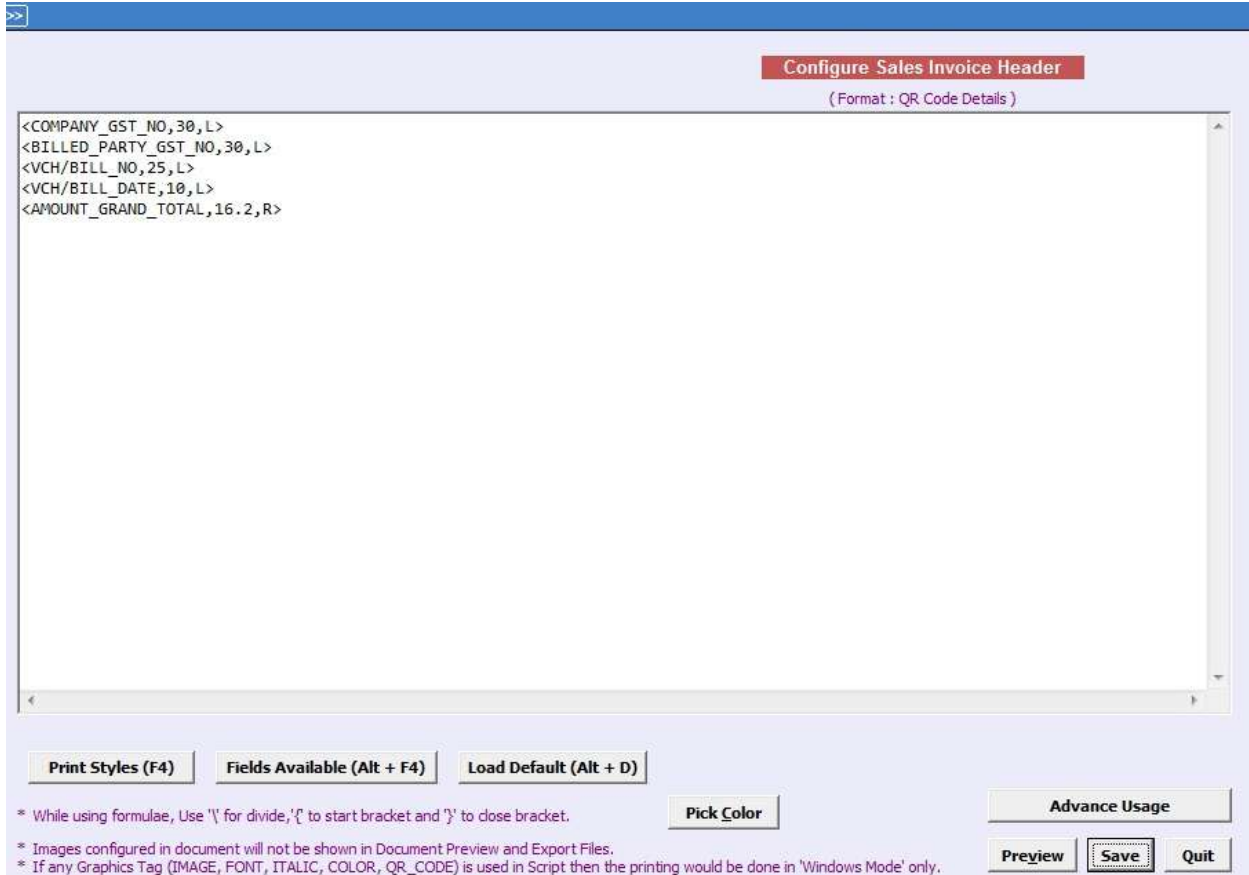 >>
Configure Sales Invoice Header
( Format : QR Code Details )
<COMPANY_GST_NO,30,L>
<BILLED_PARTY_GST_NO,30,L>
<VCH/BILL_NO,25,L>
<VCH/BILL_DATE,10,L>
<AMOUNT_GRAND_TOTAL,16.2,R>
Print Styles (F4) Fields Available (Alt + F4) Load Default (Alt + D)
* While using formulae, Use '\' for divide,'{' to start bracket and '}' to close bracket. Pick Color Advance Usage
* Images configured in document will not be shown in Document Preview and Export Files.
* If any Graphics Tag (IMAGE, FONT, ITALIC, COLOR, QR_CODE) is used in Script then the printing would be done in 'Windows Mode' only.
Preview Save Quit